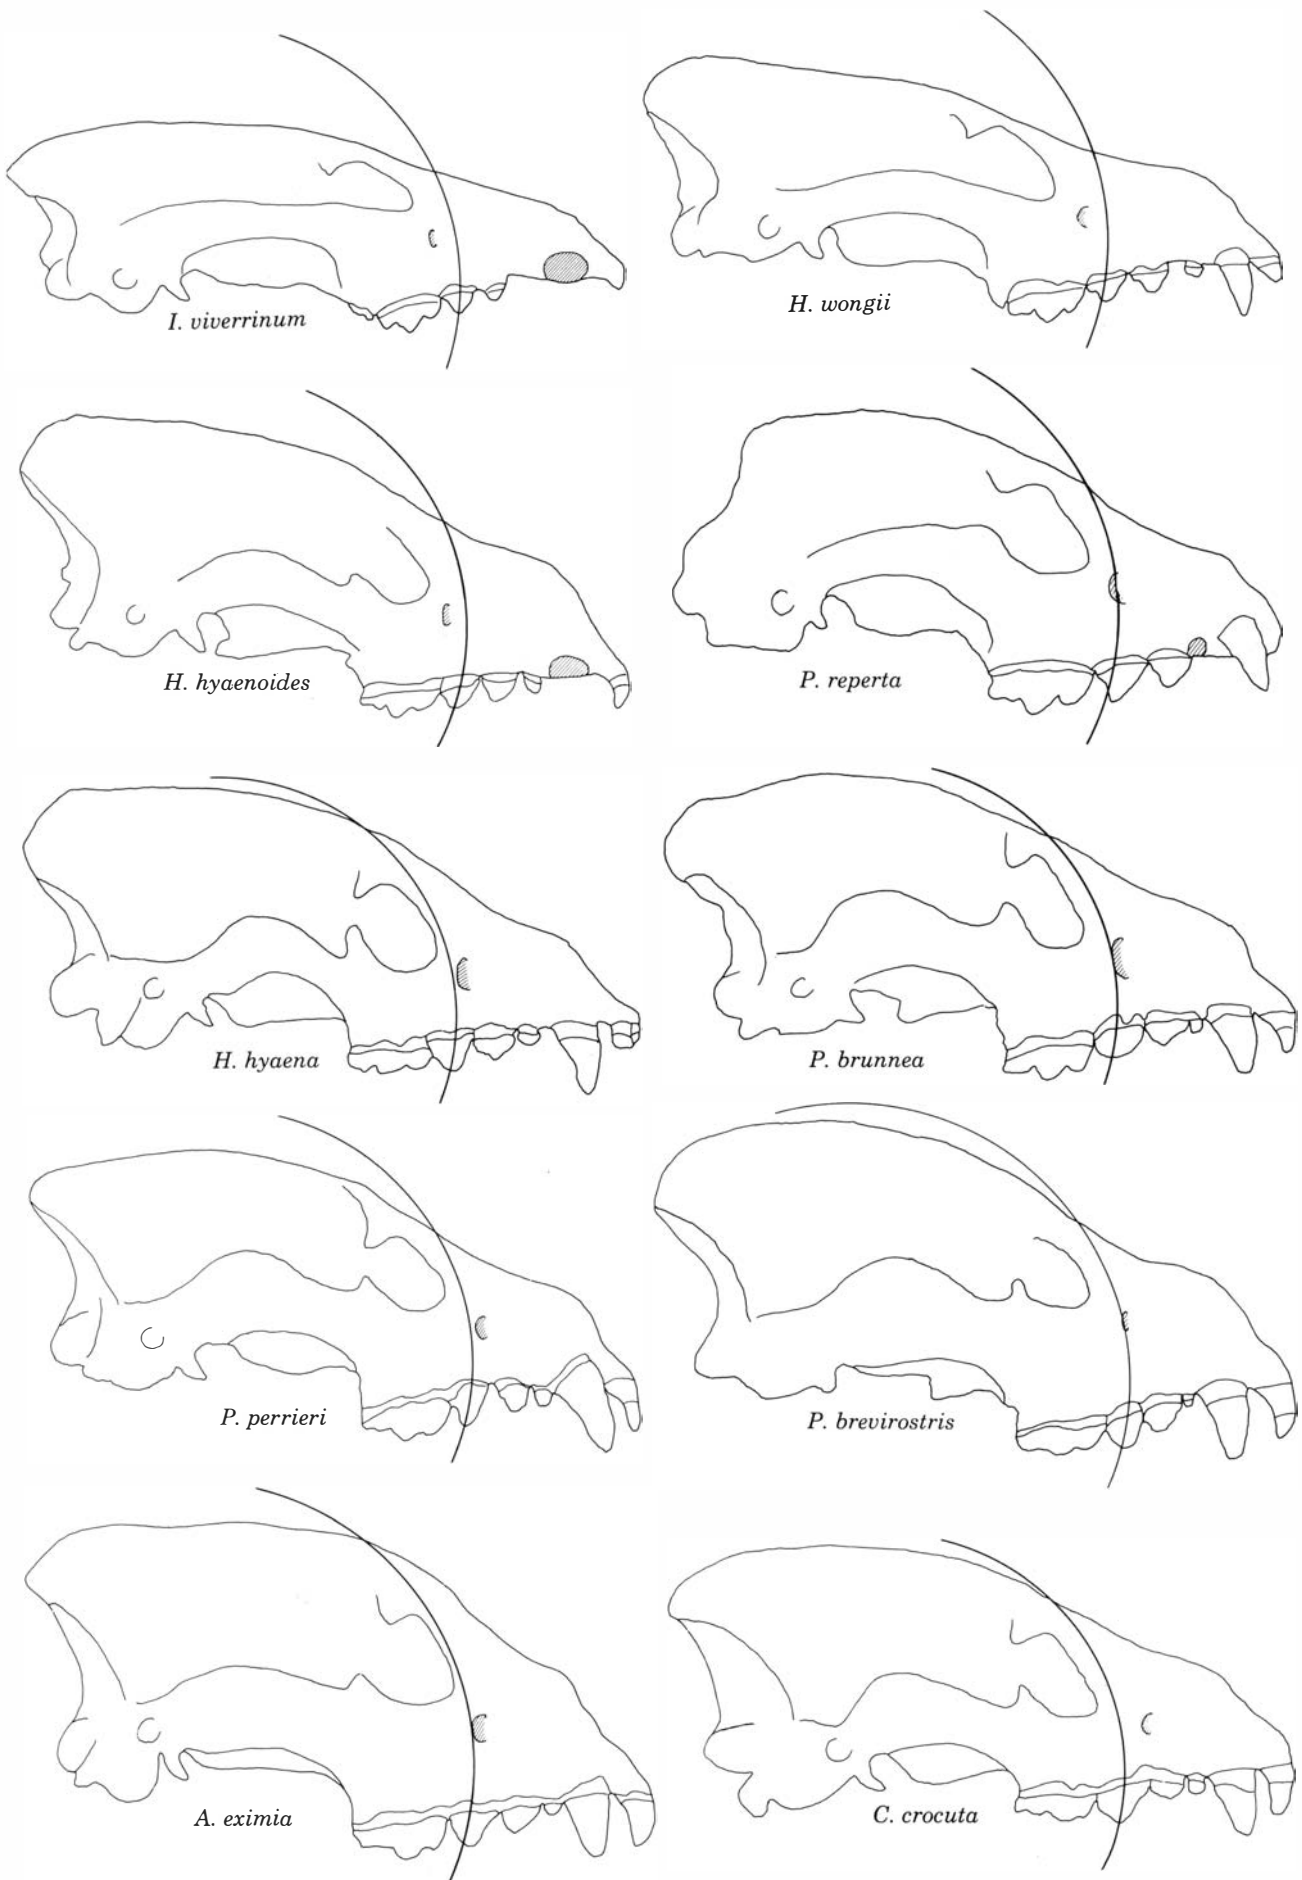 I. viverrinum
H. wongii
H. hyaenoides
P. reperta
H. hyaena
P. brunnea
P. perrieri
P. brevirostris
A. eximia
C. crocuta